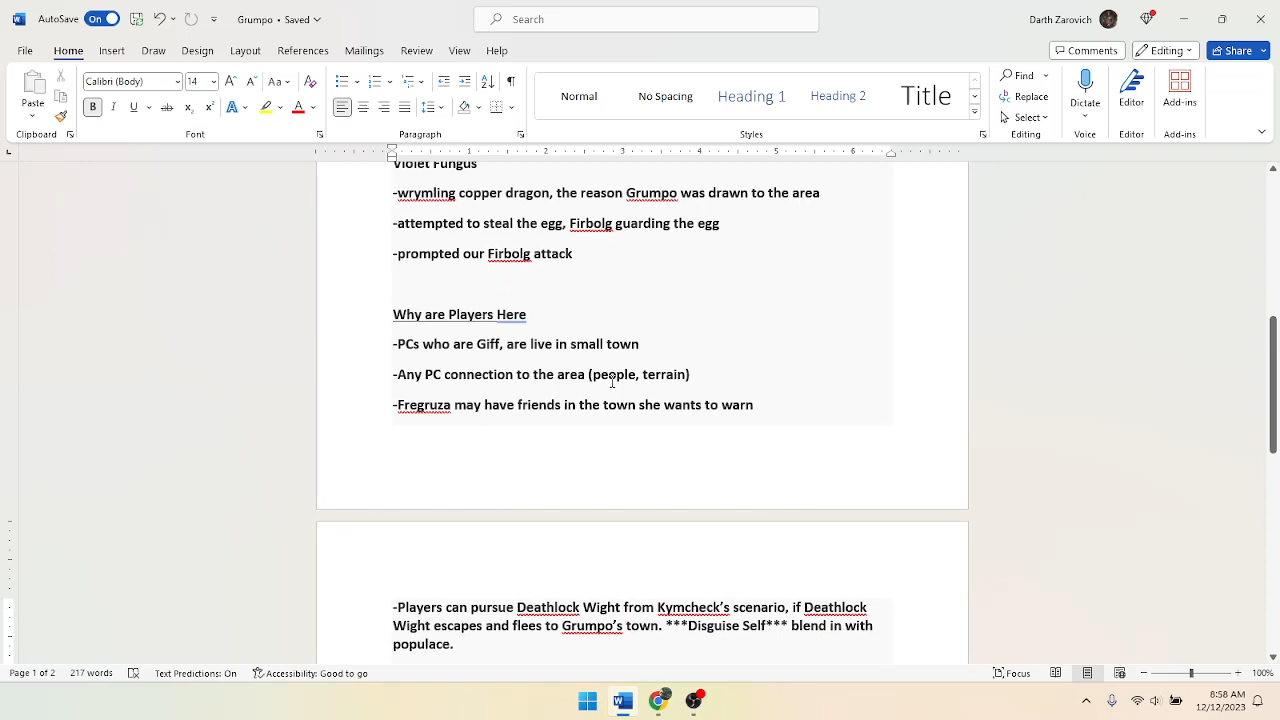 AutoSave On Grumpo • Saved Search Darth Zarovich
File Home Insert Draw Design Layout References Mailings Review View Help Comments Editing Share
Paste Calibri (Body) 14 Normal No Spacing Heading 1 Heading 2 Title Find Replace Select Dictate Editor Add-ins
Clipboard Font Paragraph Styles Editing Voice Editor Add-ins
1 2 3 4 5 6
Violet Fungus
-wrymling copper dragon, the reason Grumpo was drawn to the area
-attempted to steal the egg, Firbolg guarding the egg
-prompted our Firbolg attack
Why are Players Here
-PCs who are Giff, are live in small town
-Any PC connection to the area (people, terrain)
-Fregruza may have friends in the town she wants to warn
-Players can pursue Deathlock Wight from Kymcheck’s scenario, if Deathlock
Wight escapes and flees to Grumpo’s town. ***Disguise Self*** blend in with
populace.
Page 1 of 2 217 words Text Predictions: On Accessibility: Good to go Focus 100%
8:58 AM
12/12/2023